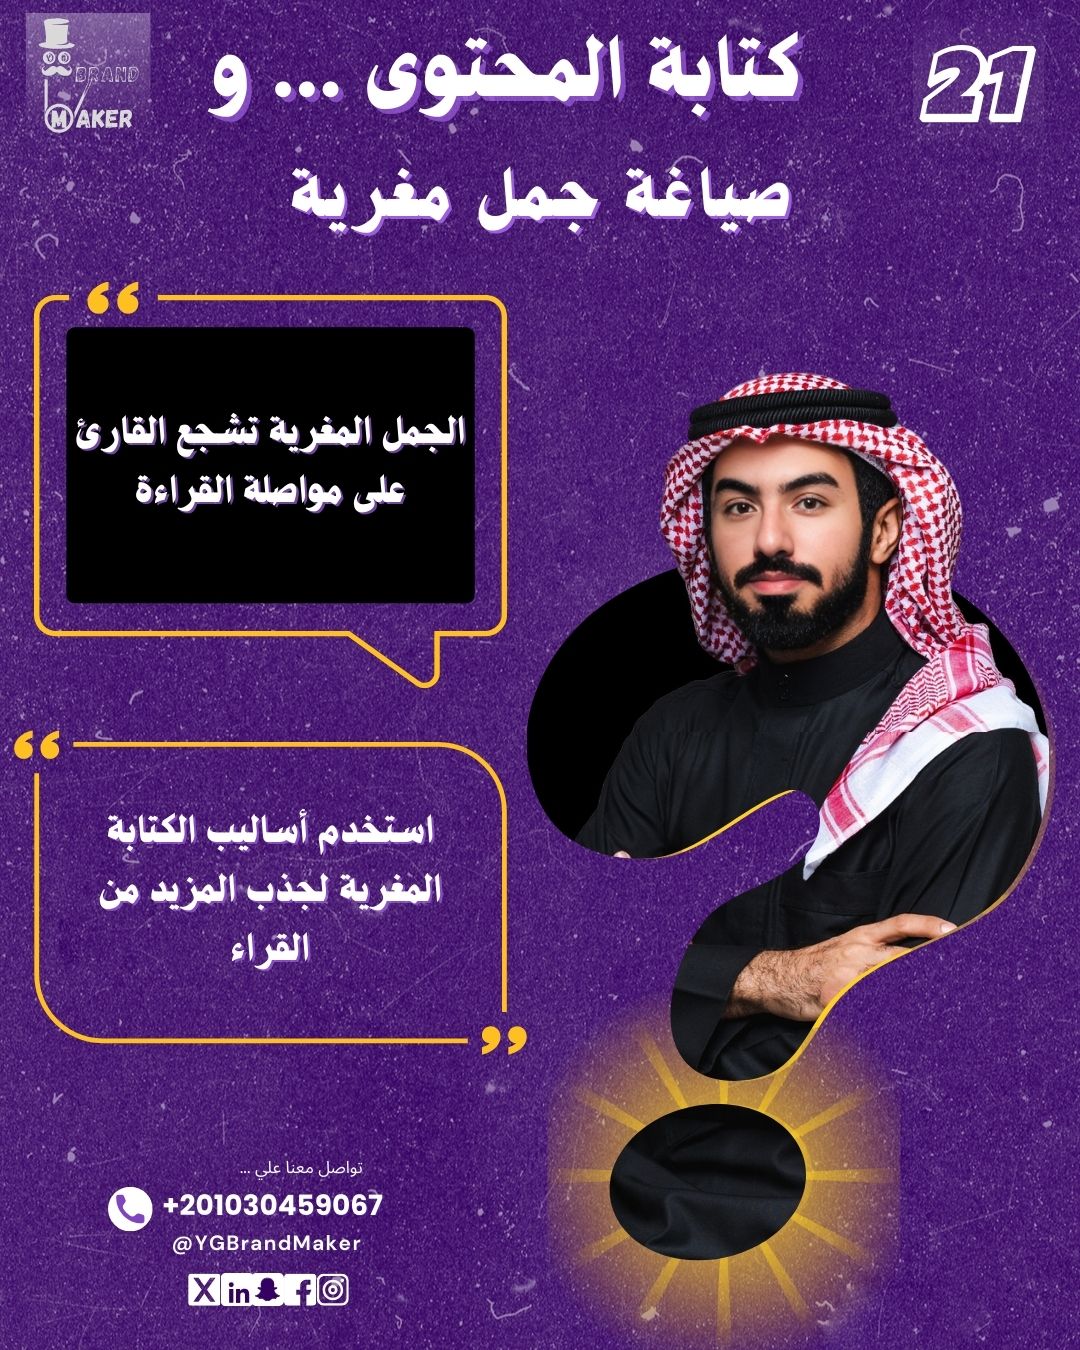 BRAND
MAKER
21
كتابة المحتوى ... و
صياغة جمل مغرية
الجمل المغرية تشجع القارئ
على مواصلة القراءة
استخدم أساليب الكتابة
المغرية لجذب المزيد من
القراء
تواصل معنا علي ...
+201030459067
@YGBrandMaker